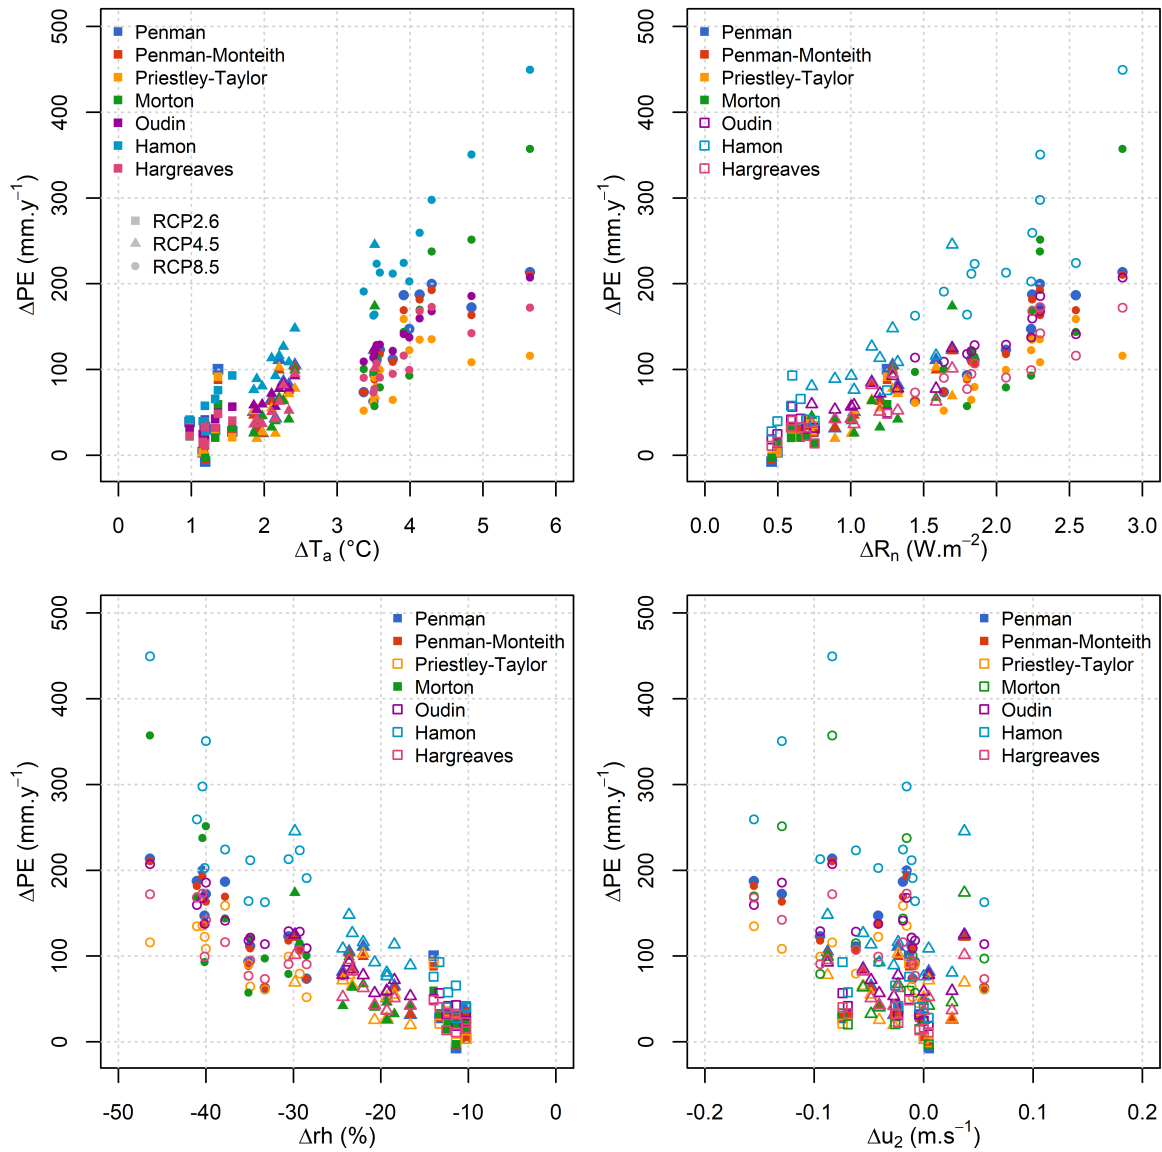 500
400
300
200
100
0
ΔPE (mm.y⁻¹)
Penman
Penman-Monteith
Priestley-Taylor
Morton
Oudin
Hamon
Hargreaves
RCP2.6
RCP4.5
RCP8.5
0 1 2 3 4 5 6
ΔTₐ (°C)
500
400
300
200
100
0
ΔPE (mm.y⁻¹)
Penman
Penman-Monteith
Priestley-Taylor
Morton
Oudin
Hamon
Hargreaves
0.0 0.5 1.0 1.5 2.0 2.5 3.0
ΔRₙ (W.m⁻²)
500
400
300
200
100
0
ΔPE (mm.y⁻¹)
Penman
Penman-Monteith
Priestley-Taylor
Morton
Oudin
Hamon
Hargreaves
-50 -40 -30 -20 -10 0
Δrh (%)
500
400
300
200
100
0
ΔPE (mm.y⁻¹)
Penman
Penman-Monteith
Priestley-Taylor
Morton
Oudin
Hamon
Hargreaves
-0.2 -0.1 0.0 0.1 0.2
Δu₂ (m.s⁻¹)